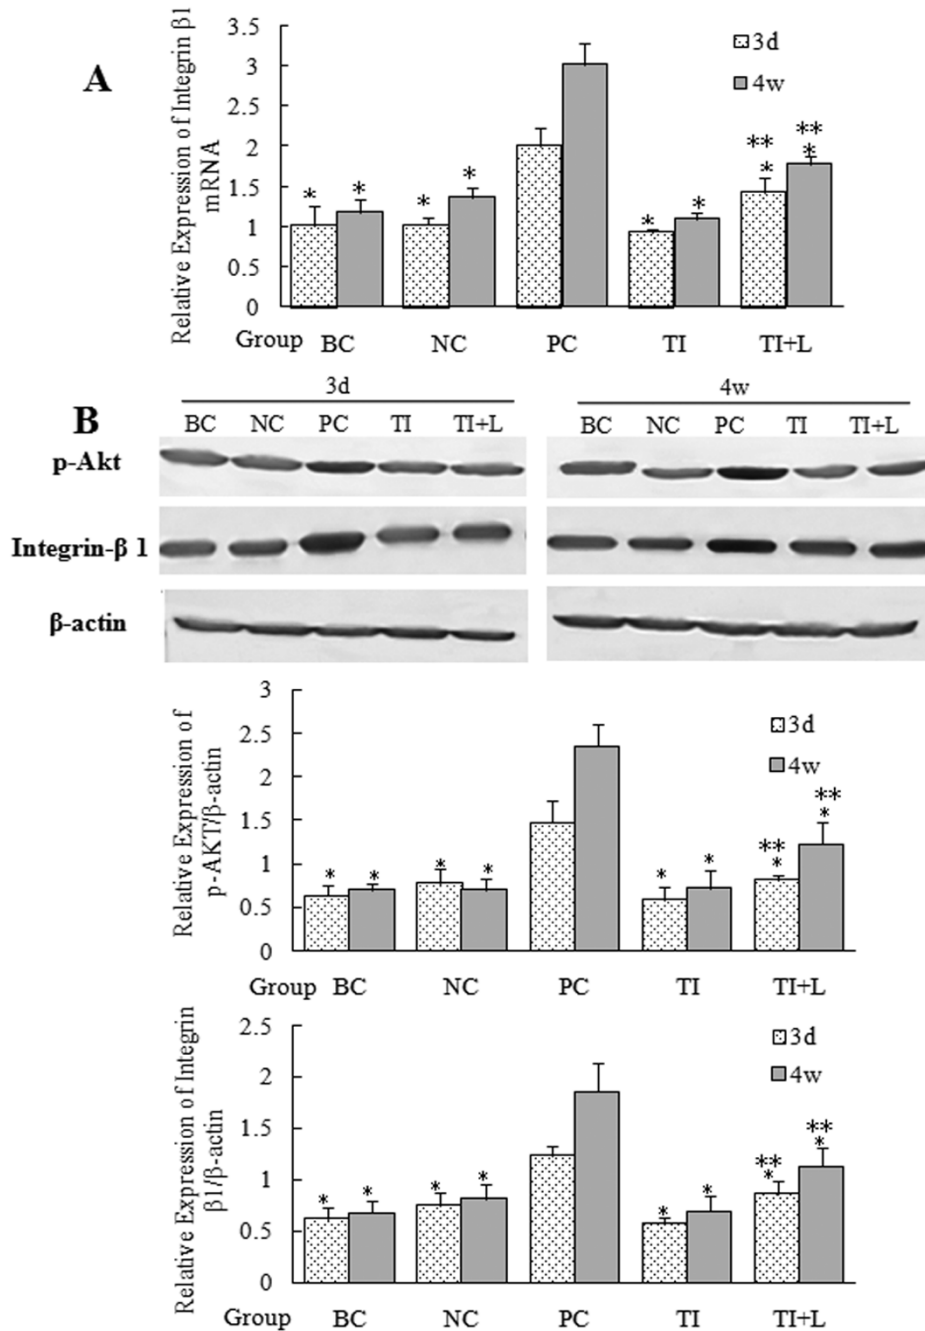 A
Relative Expression of Integrin β1
mRNA
3.5
3
2.5
2
1.5
1
0.5
0
3d
4w
* * * * * * ** * ** *
Group BC NC PC TI TI+L
B
3d 4w
BC NC PC TI TI+L BC NC PC TI TI+L
p-Akt
Integrin-β 1
β-actin
Relative Expression of
p-AKT/β-actin
3
2.5
2
1.5
1
0.5
0
3d
4w
* * * * * * ** * ** *
Group BC NC PC TI TI+L
Relative Expression of Integrin
β1/β-actin
2.5
2
1.5
1
0.5
0
3d
4w
* * * * * * ** * ** *
Group BC NC PC TI TI+L